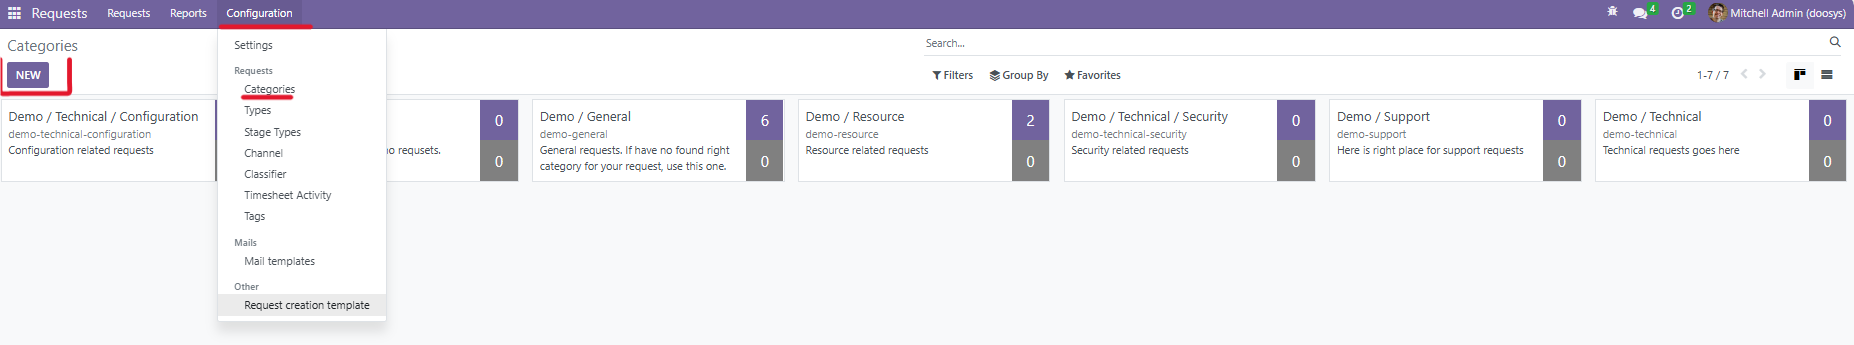 Requests Requests Reports Configuration 4 2 Mitchell Admin (doosys)
Categories
Search...
NEW
Filters Group By Favorites 1-7 / 7
Settings
Requests
Categories
Types
Stage Types
Channel
Classifier
Timesheet Activity
Tags
Mails
Mail templates
Other
Request creation template
Demo / Technical / Configuration
demo-technical-configuration
Configuration related requests
no requsets.
0
0
Demo / General
demo-general
General requests. If have no found right
category for your request, use this one.
6
0
Demo / Resource
demo-resource
Resource related requests
2
0
Demo / Technical / Security
demo-technical-security
Security related requests
0
0
Demo / Support
demo-support
Here is right place for support requests
0
0
Demo / Technical
demo-technical
Technical requests goes here
0
0